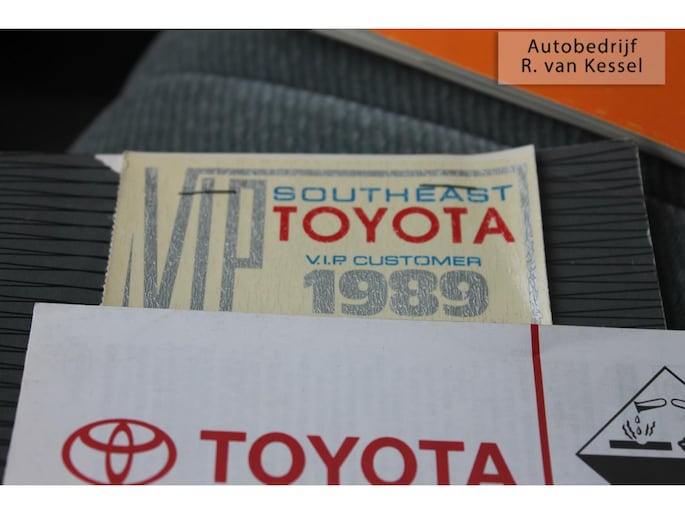 Autobedrijf
R. van Kessel
VIP
SOUTHEAST
TOYOTA
V.I.P. CUSTOMER
1989
TOYOTA